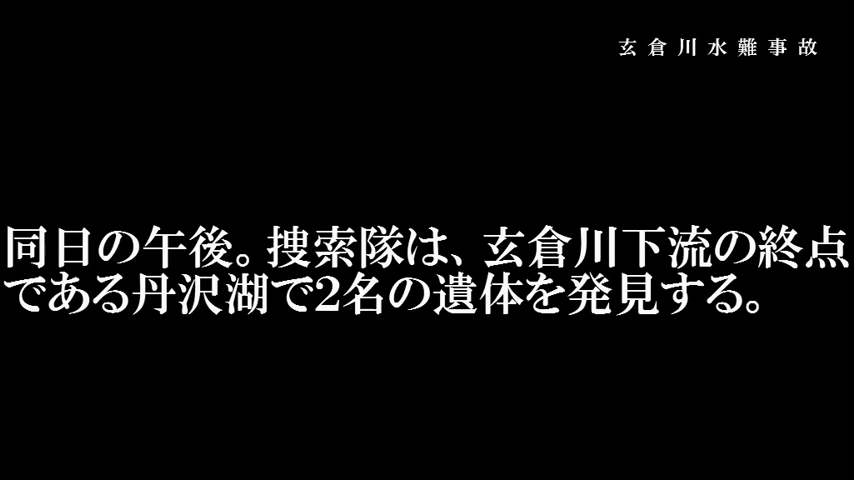 玄倉川水難事故
同日の午後。捜索隊は、玄倉川下流の終点
である丹沢湖で2名の遺体を発見する。